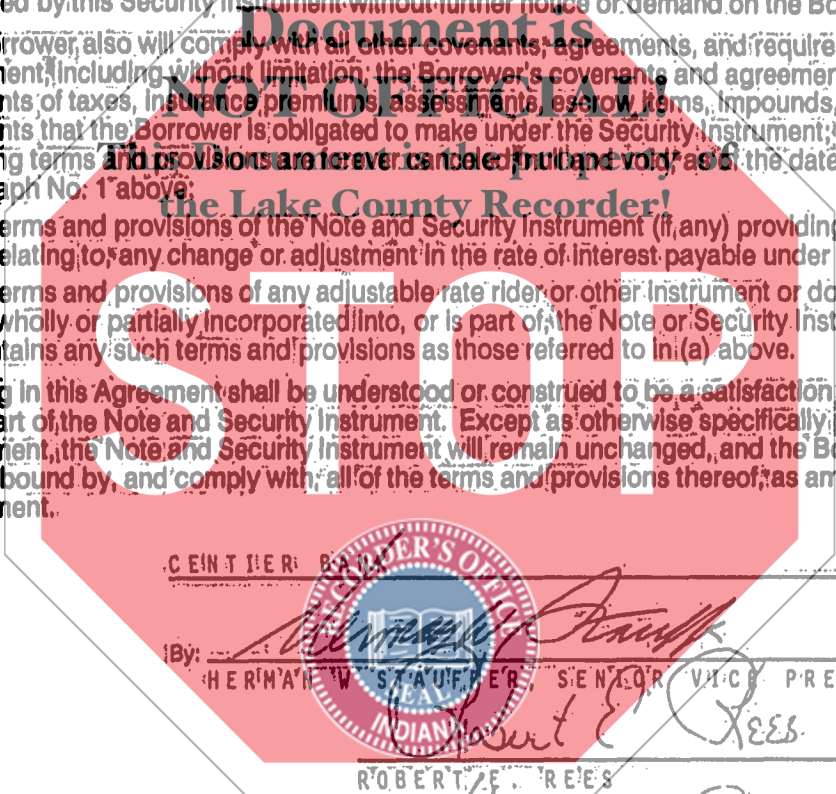 ed by this Security Instrument without further notice or demand on the Bo
Document is
rrower also will comply with all other covenants, agreements, and require
ent, including without limitation, the Borrower's covenants and agreemen
NOT OFFICIAL!
nts of taxes, insurance premiums, assessments, escrow items, impounds,
nts that the Borrower is obligated to make under the Security Instrument;
This Document is the property of
g terms and provisions are forever canceled, null and void, as of the date
aph No. 1 above:
the Lake County Recorder!
erms and provisions of the Note and Security Instrument (if any) providing
elating to, any change or adjustment in the rate of interest payable under
erms and provisions of any adjustable rate rider or other instrument or do
wholly or partially incorporated into, or is part of, the Note or Security Inst
tains any such terms and provisions as those referred to in (a) above.
STOP
g in this Agreement shall be understood or construed to be a satisfaction
art of the Note and Security Instrument. Except as otherwise specifically
ment, the Note and Security Instrument will remain unchanged, and the Bo
bound by, and comply with, all of the terms and provisions thereof, as am
ment.
CENTIER BANK
RECORDER'S OFFICE
By:
HERMAN W STAUFFER, SENIOR VICE PRE
SEAL
INDIANA
Robert E Rees
ROBERT E. REES